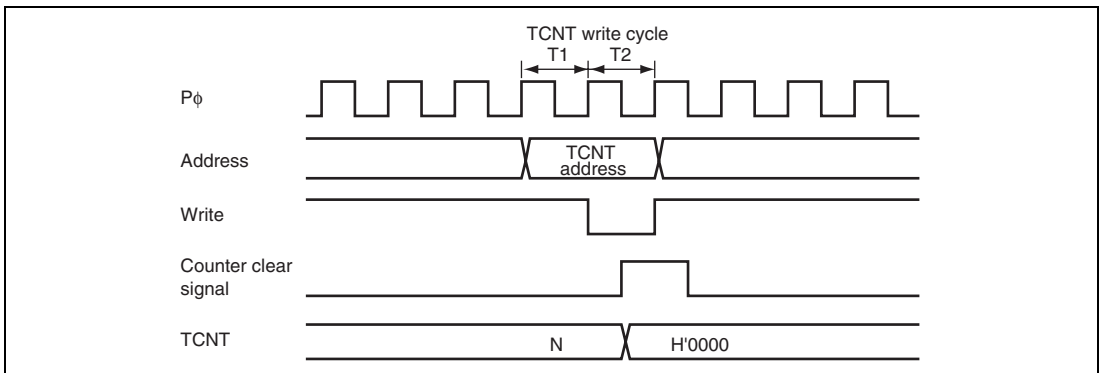 TCNT write cycle
T1 T2
Pϕ
Address
TCNT
address
Write
Counter clear
signal
TCNT
N
H'0000